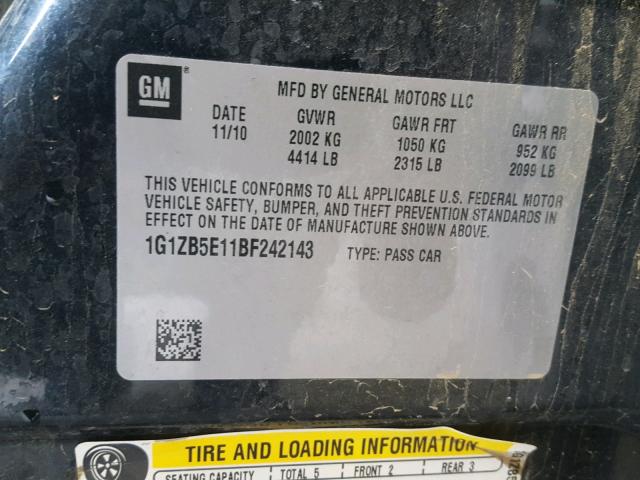 GM ®
MFD BY GENERAL MOTORS LLC
DATE GVWR GAWR FRT GAWR RR
11/10 2002 KG 1050 KG 952 KG
4414 LB 2315 LB 2099 LB
THIS VEHICLE CONFORMS TO ALL APPLICABLE U.S. FEDERAL MOTOR
VEHICLE SAFETY, BUMPER, AND THEFT PREVENTION STANDARDS IN
EFFECT ON THE DATE OF MANUFACTURE SHOWN ABOVE.
1G1ZB5E11BF242143 TYPE: PASS CAR
TIRE AND LOADING INFORMATION
SEATING CAPACITY TOTAL 5 FRONT 2 REAR 3